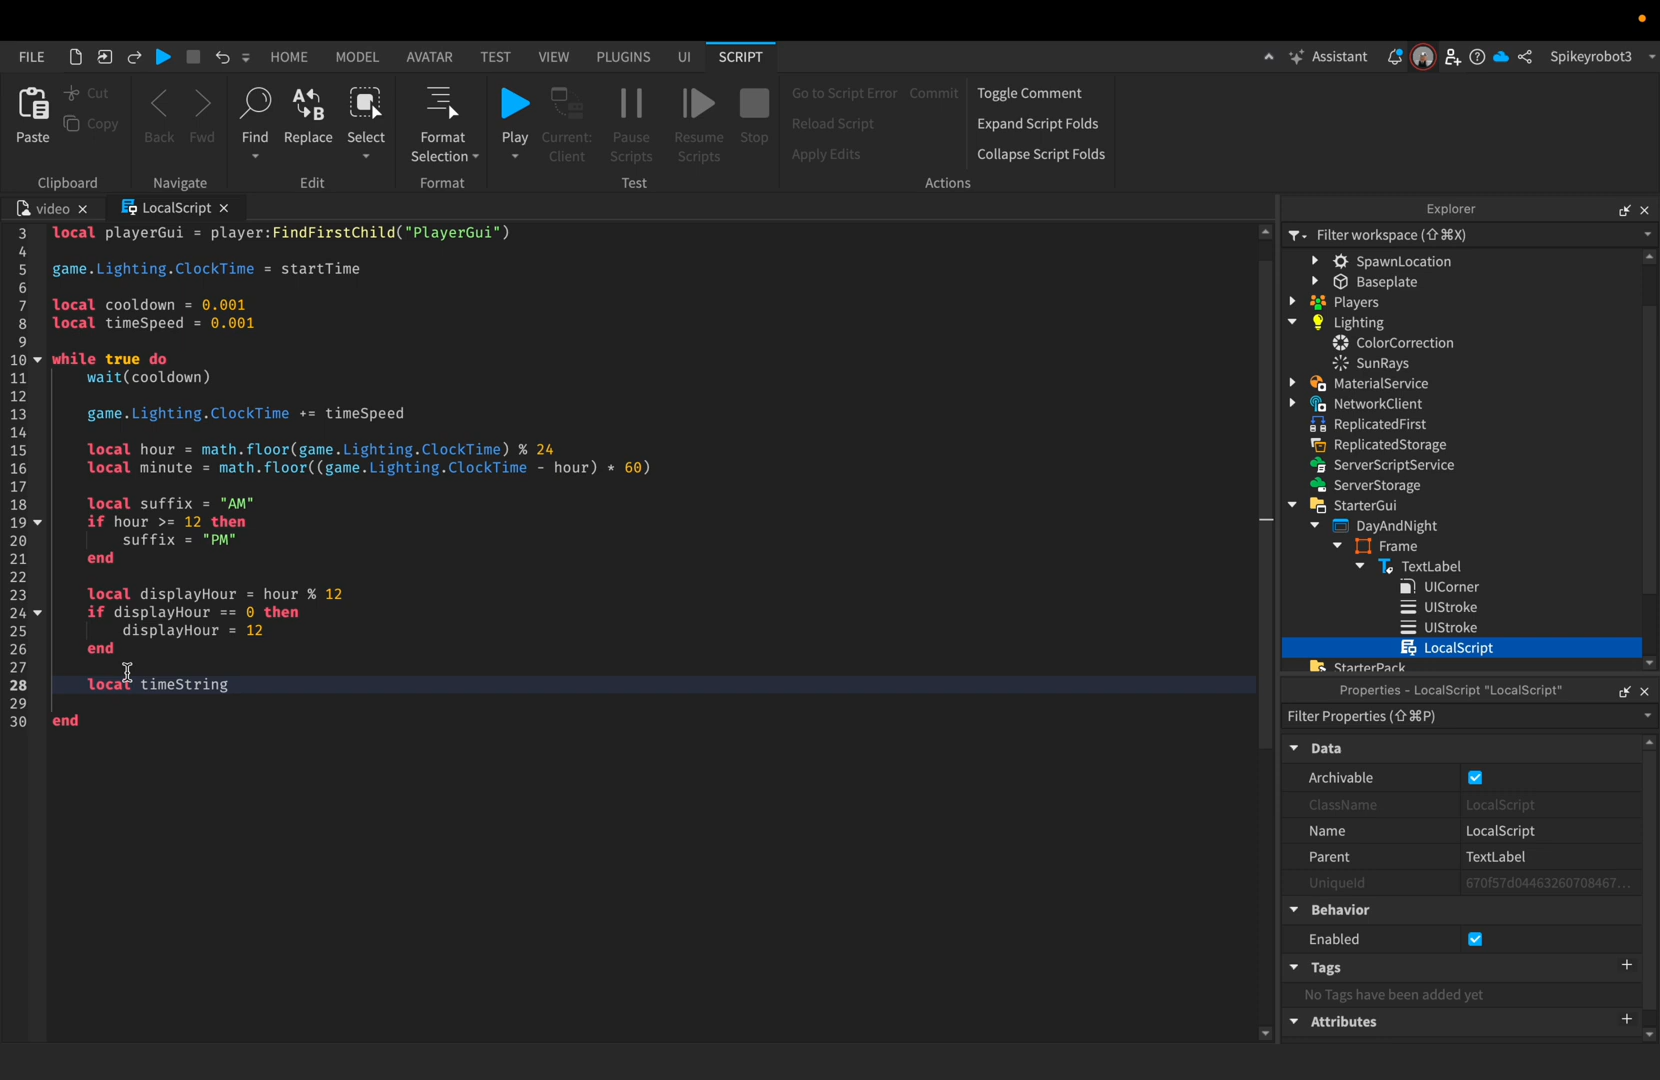 FILE HOME MODEL AVATAR TEST VIEW PLUGINS UI SCRIPT Assistant Spikeyrobot3
Paste Cut Copy Back Fwd Find Replace Select Format Selection Play Current: Client Pause Scripts Resume Scripts Stop Go to Script Error Commit Reload Script Apply Edits Toggle Comment Expand Script Folds Collapse Script Folds
Clipboard Navigate Edit Format Test Actions
video LocalScript
3 local playerGui = player:FindFirstChild("PlayerGui")
4
5 game.Lighting.ClockTime = startTime
6
7 local cooldown = 0.001
8 local timeSpeed = 0.001
9
10 while true do
11 wait(cooldown)
12
13 game.Lighting.ClockTime += timeSpeed
14
15 local hour = math.floor(game.Lighting.ClockTime) % 24
16 local minute = math.floor((game.Lighting.ClockTime - hour) * 60)
17
18 local suffix = "AM"
19 if hour >= 12 then
20 suffix = "PM"
21 end
22
23 local displayHour = hour % 12
24 if displayHour == 0 then
25 displayHour = 12
26 end
27
28 local timeString
29
30 end
Explorer
Filter workspace (⇧⌘X)
SpawnLocation
Baseplate
Players
Lighting
ColorCorrection
SunRays
MaterialService
NetworkClient
ReplicatedFirst
ReplicatedStorage
ServerScriptService
ServerStorage
StarterGui
DayAndNight
Frame
TextLabel
UICorner
UIStroke
UIStroke
LocalScript
StarterPack
Properties - LocalScript "LocalScript"
Filter Properties (⇧⌘P)
Data
Archivable
ClassName LocalScript
Name LocalScript
Parent TextLabel
UniqueId 670f57d04463260708467...
Behavior
Enabled
Tags +
No Tags have been added yet
Attributes +